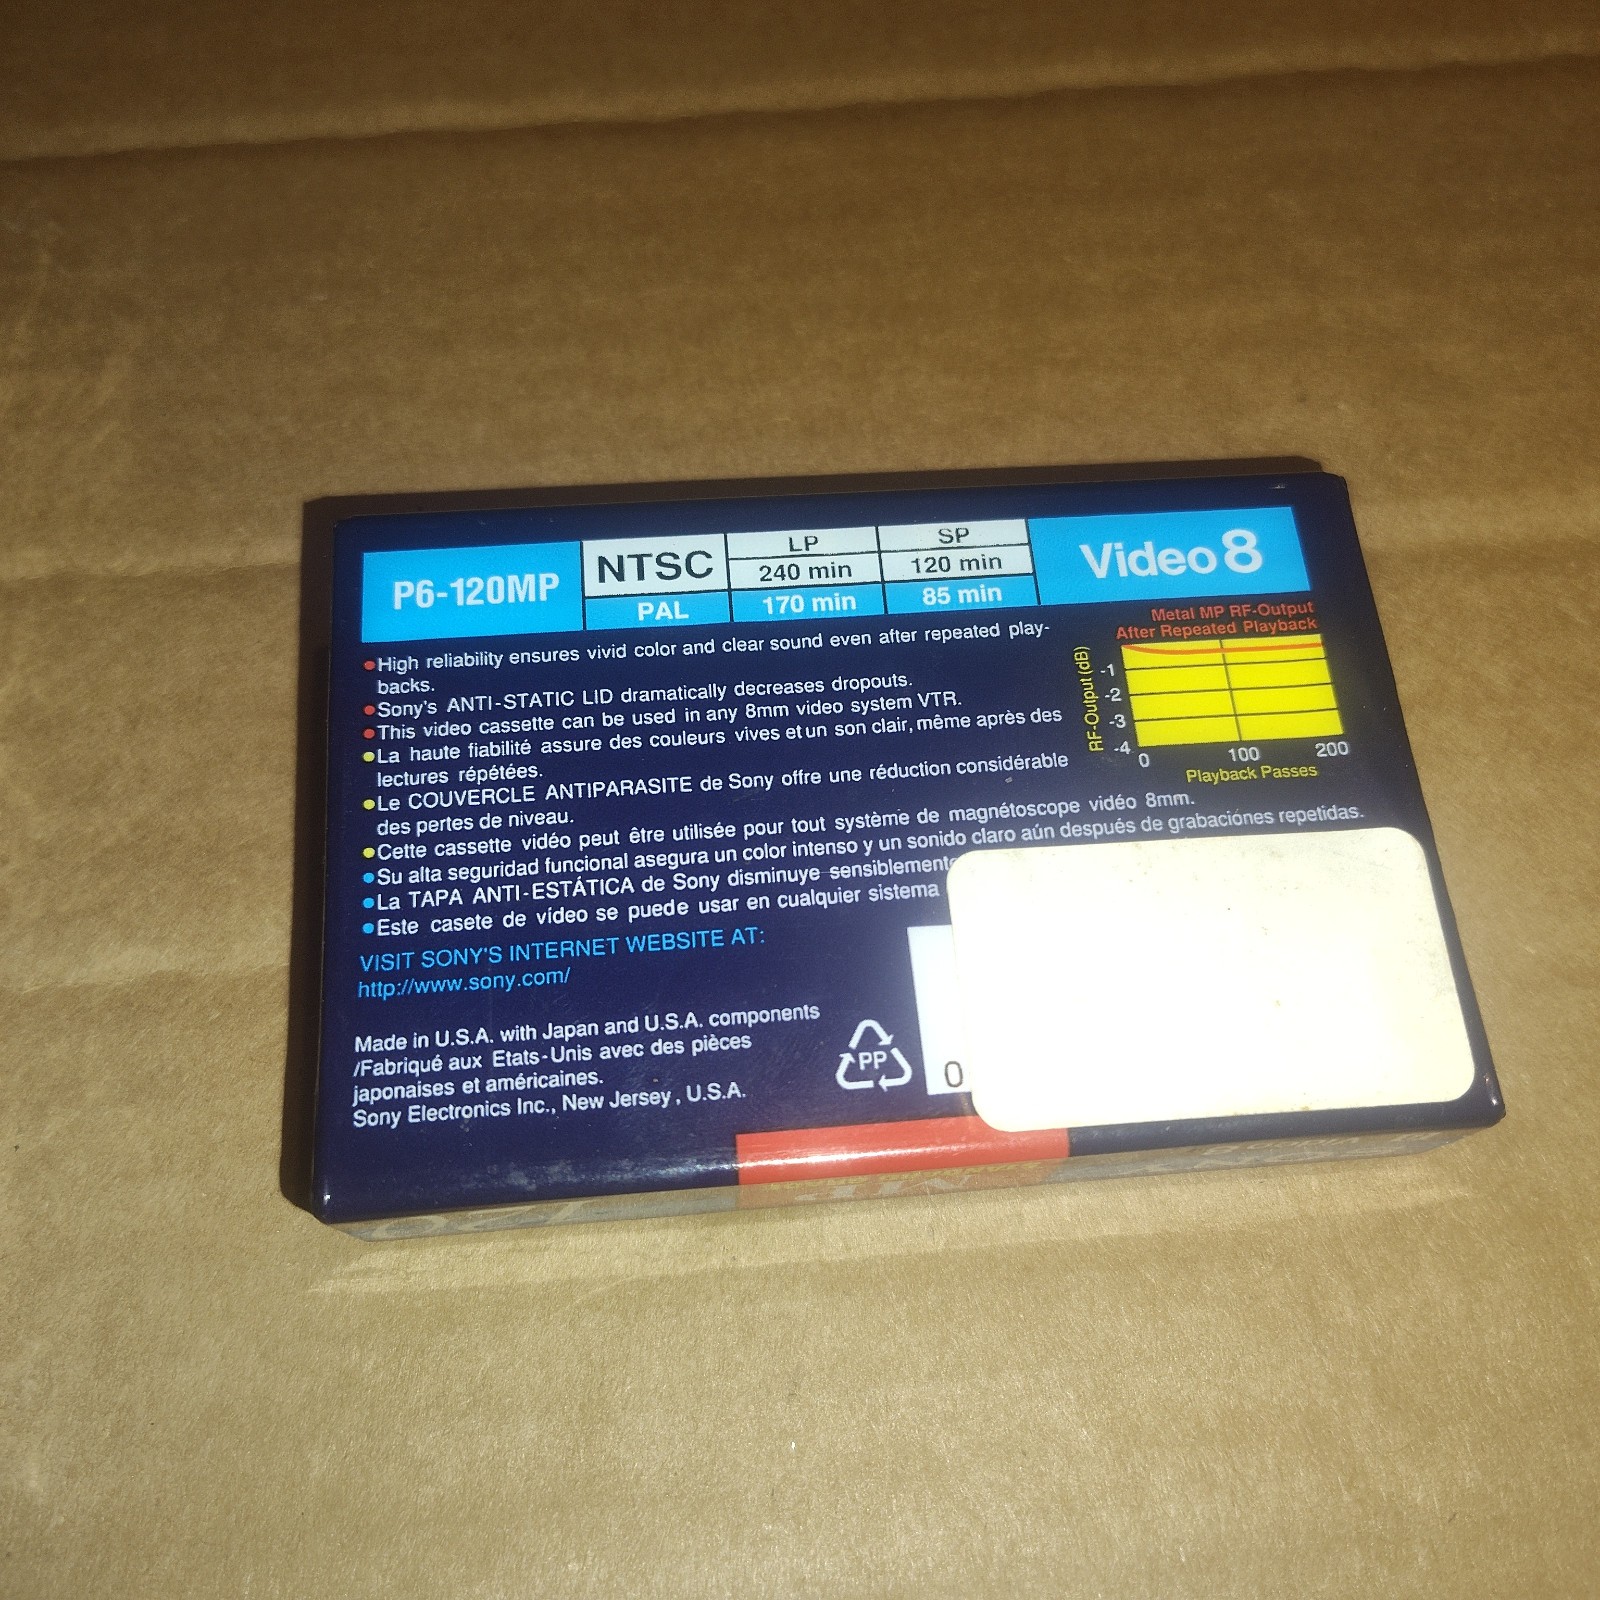 P6-120MP
NTSC
LP
SP
240 min
120 min
PAL
170 min
85 min
Video 8
Metal MP RF-Output
After Repeated Playback
RF-Output (dB)
-1
-2
-3
-4
0
100
200
Playback Passes
●High reliability ensures vivid color and clear sound even after repeated play-
backs.
●Sony's ANTI-STATIC LID dramatically decreases dropouts.
●This video cassette can be used in any 8mm video system VTR.
●La haute fiabilité assure des couleurs vives et un son clair, même après des
lectures répétées.
●Le COUVERCLE ANTIPARASITE de Sony offre une réduction considérable
des pertes de niveau.
●Cette cassette vidéo peut être utilisée pour tout système de magnétoscope vidéo 8mm.
●Su alta seguridad funcional asegura un color intenso y un sonido claro aún después de grabaciónes repetidas.
●La TAPA ANTI-ESTÁTICA de Sony disminuye sensiblemente
●Este casete de vídeo se puede usar en cualquier sistema
VISIT SONY'S INTERNET WEBSITE AT:
http://www.sony.com/
Made in U.S.A. with Japan and U.S.A. components
/Fabriqué aux Etats-Unis avec des pièces
japonaises et américaines.
Sony Electronics Inc., New Jersey, U.S.A.
PP
0